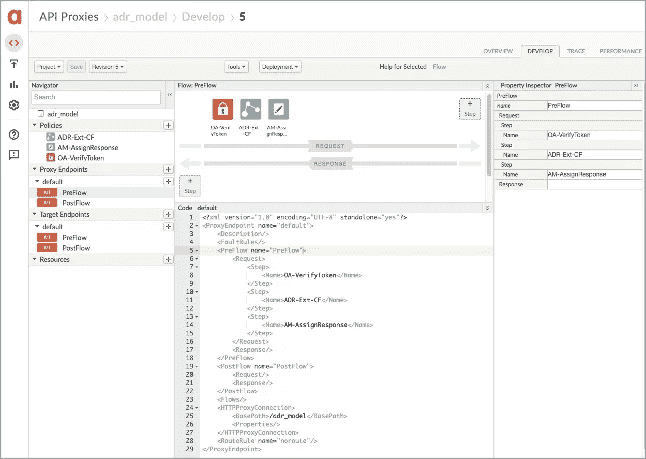 a
API Proxies > adr_model > Develop > 5
OVERVIEW DEVELOP TRACE PERFORMANCE
Project Save Revision 5 Tools Deployment Help for Selected Flow
Navigator
Search
adr_model
Policies
ADR-Ext-CF
AM-AssignResponse
OA-VerifyToken
Proxy Endpoints
default
PreFlow
PostFlow
Target Endpoints
default
PreFlow
PostFlow
Resources
Flow: PreFlow
OA-Veri
fyToken
ADR-Ext
-CF
AM-Assi
gnResp...
+
Step
REQUEST
RESPONSE
+
Step
Code default
1 <?xml version="1.0" encoding="UTF-8" standalone="yes"?>
2 <ProxyEndpoint name="default">
3 <Description/>
4 <FaultRules/>
5 <PreFlow name="PreFlow">
6 <Request>
7 <Step>
8 <Name>OA-VerifyToken</Name>
9 </Step>
10 <Step>
11 <Name>ADR-Ext-CF</Name>
12 </Step>
13 <Step>
14 <Name>AM-AssignResponse</Name>
15 </Step>
16 </Request>
17 <Response/>
18 </PreFlow>
19 <PostFlow name="PostFlow">
20 <Request/>
21 <Response/>
22 </PostFlow>
23 <Flows/>
24 <HTTPProxyConnection>
25 <BasePath>/adr_model</BasePath>
26 <Properties/>
27 </HTTPProxyConnection>
28 <RouteRule name="noroute"/>
29 </ProxyEndpoint>
Property Inspector PreFlow
PreFlow
Name PreFlow
Request
Step
Name OA-VerifyToken
Step
Name ADR-Ext-CF
Step
Name AM-AssignResponse
Response